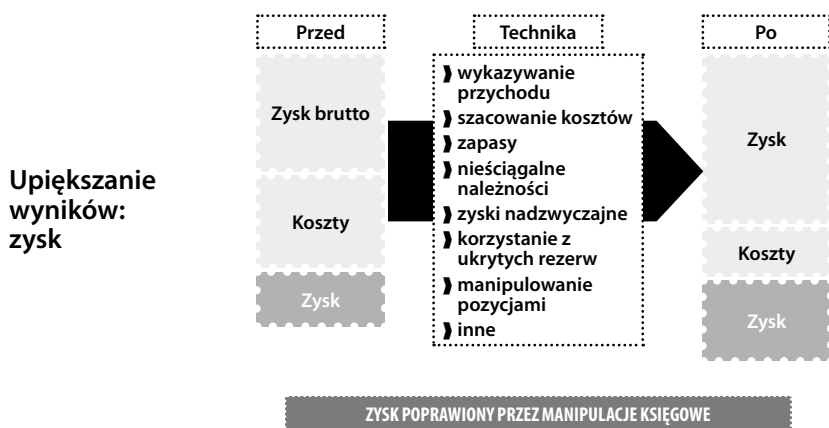 Upiększanie
wyników:
zysk
Przed
Zysk brutto
Koszty
Zysk
Technika
❱ wykazywanie
przychodu
❱ szacowanie kosztów
❱ zapasy
❱ nieściągalne
należności
❱ zyski nadzwyczajne
❱ korzystanie z
ukrytych rezerw
❱ manipulowanie
pozycjami
❱ inne
Po
Zysk
Koszty
Zysk
ZYSK POPRAWIONY PRZEZ MANIPULACJE KSIĘGOWE